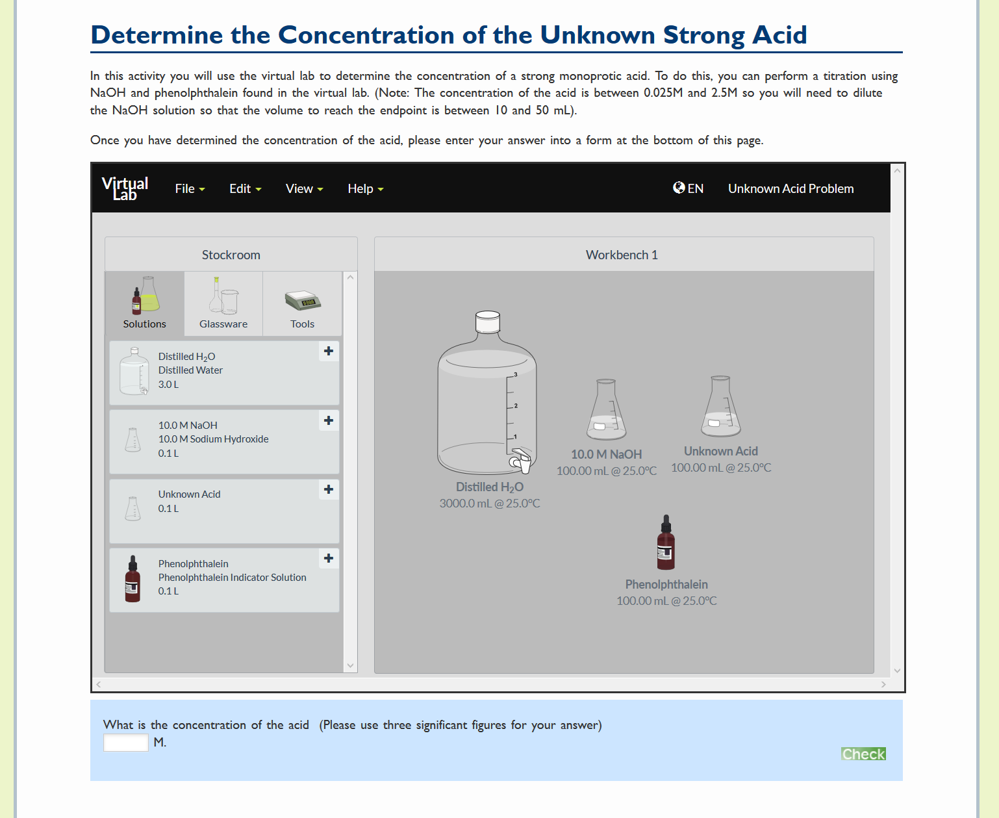 Determine the Concentration of the Unknown Strong Acid
In this activity you will use the virtual lab to determine the concentration of a strong monoprotic acid. To do this, you can perform a titration using
NaOH and phenolphthalein found in the virtual lab. (Note: The concentration of the acid is between 0.025M and 2.5M so you will need to dilute
the NaOH solution so that the volume to reach the endpoint is between 10 and 50 mL).
Once you have determined the concentration of the acid, please enter your answer into a form at the bottom of this page.
Virtual Lab File Edit View Help EN Unknown Acid Problem
Stockroom
Solutions Glassware Tools
Distilled H₂O
Distilled Water
3.0 L
10.0 M NaOH
10.0 M Sodium Hydroxide
0.1 L
Unknown Acid
0.1 L
Phenolphthalein
Phenolphthalein Indicator Solution
0.1 L
Workbench 1
3
2
1
Distilled H₂O
3000.0 mL @ 25.0°C
10.0 M NaOH
100.00 mL @ 25.0°C
Unknown Acid
100.00 mL @ 25.0°C
Phenolphthalein
100.00 mL @ 25.0°C
What is the concentration of the acid (Please use three significant figures for your answer)
M.
Check